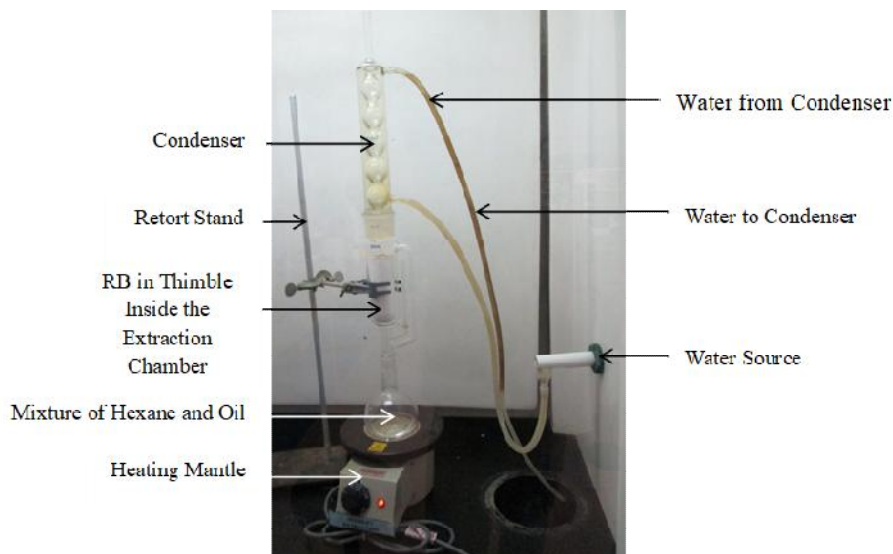 Water from Condenser
Condenser
Retort Stand
Water to Condenser
RB in Thimble
Inside the
Extraction
Chamber
Water Source
Mixture of Hexane and Oil
Heating Mantle